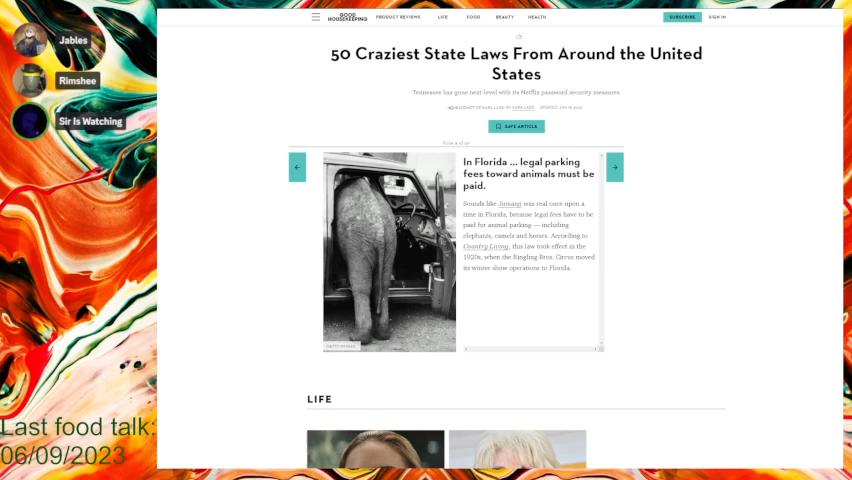 Jables
Rimshee
Sir Is Watching
GOOD
HOUSEKEEPING
PRODUCT REVIEWS
LIFE
FOOD
BEAUTY
HEALTH
SUBSCRIBE
SIGN IN
50 Craziest State Laws From Around the United
States
Tennessee has gone next-level with its Netflix password security measures.
BY KARA LADD
SAVE ARTICLE
In Florida ... legal parking
fees toward animals must be
paid.
Sounds like Jumanji was real once upon a
time in Florida, because legal fees have to be
paid for animal parking — including
elephants, camels and horses. According to
Country Living, this law took effect in the
1920s, when the Ringling Bros. Circus moved
its winter show operations to Florida.
LIFE
Last food talk:
06/09/2023